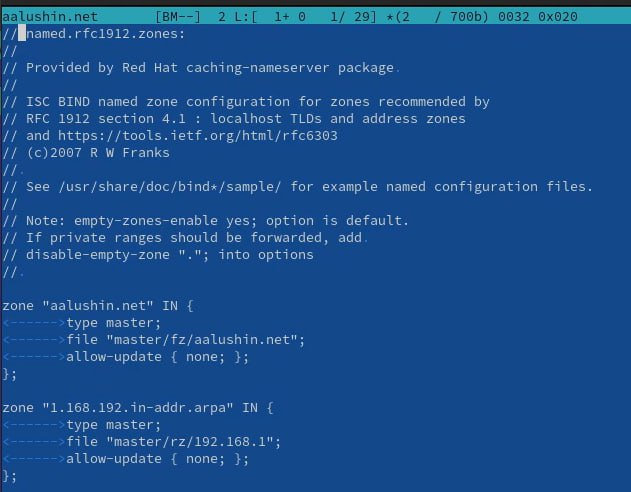 aalushin.net [BM--] 2 L:[ 1+ 0 1/ 29] *(2 / 700b) 0032 0x020
// named.rfc1912.zones:
//
// Provided by Red Hat caching-nameserver package.
//
// ISC BIND named zone configuration for zones recommended by
// RFC 1912 section 4.1 : localhost TLDs and address zones
// and https://tools.ietf.org/html/rfc6303
// (c)2007 R W Franks
//.
// See /usr/share/doc/bind*/sample/ for example named configuration files.
//
// Note: empty-zones-enable yes; option is default.
// If private ranges should be forwarded, add.
// disable-empty-zone "."; into options
//.
zone "aalushin.net" IN {
<------>type master;
<------>file "master/fz/aalushin.net";
<------>allow-update { none; };
};
zone "1.168.192.in-addr.arpa" IN {
<------>type master;
<------>file "master/rz/192.168.1";
<------>allow-update { none; };
};